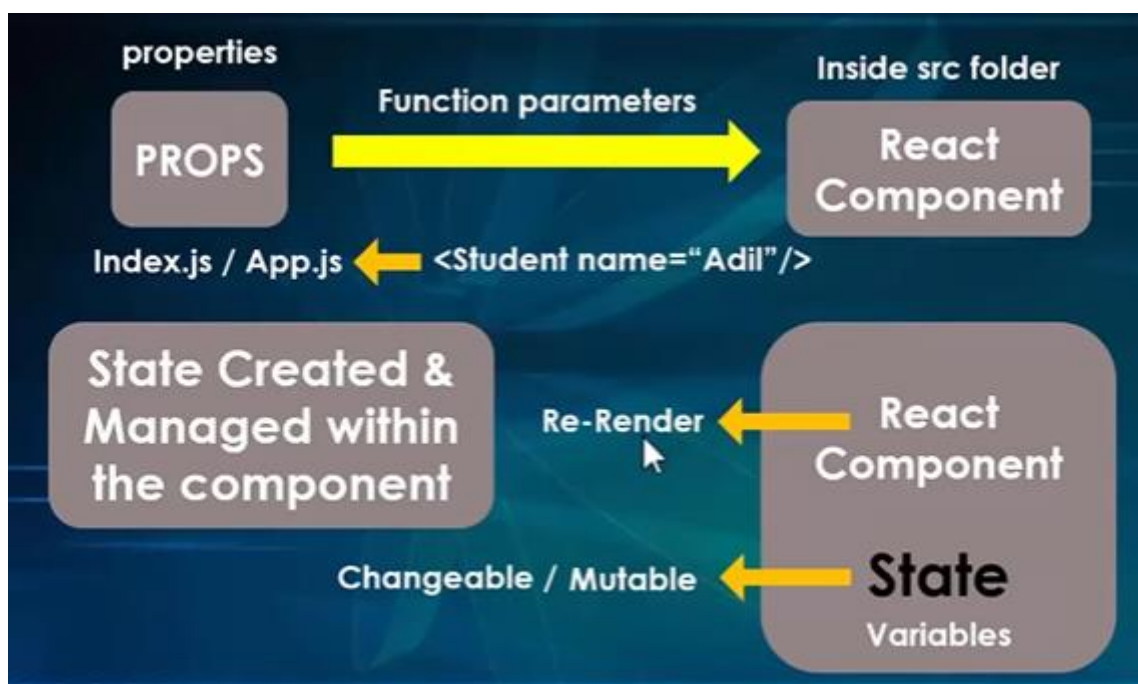 properties
PROPS
Function parameters
Inside src folder
React
Component
Index.js / App.js
<Student name="Adil"/>
State Created &
Managed within
the component
Re-Render
React
Component
Changeable / Mutable
State
Variables